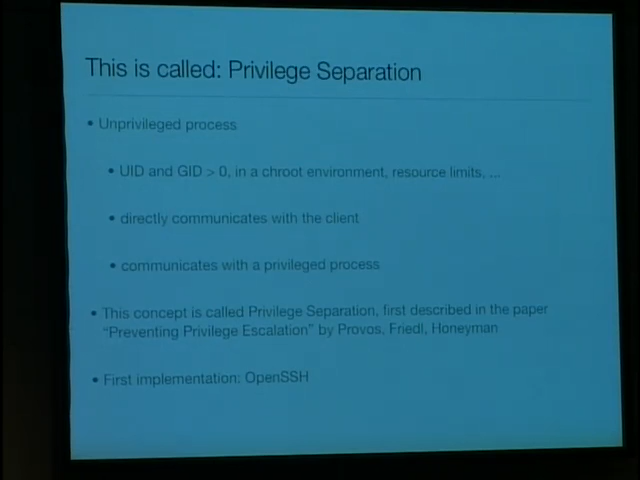 This is called: Privilege Separation
• Unprivileged process
• UID and GID > 0, in a chroot environment, resource limits, ...
• directly communicates with the client
• communicates with a privileged process
• This concept is called Privilege Separation, first described in the paper
“Preventing Privilege Escalation” by Provos, Friedl, Honeyman
• First implementation: OpenSSH